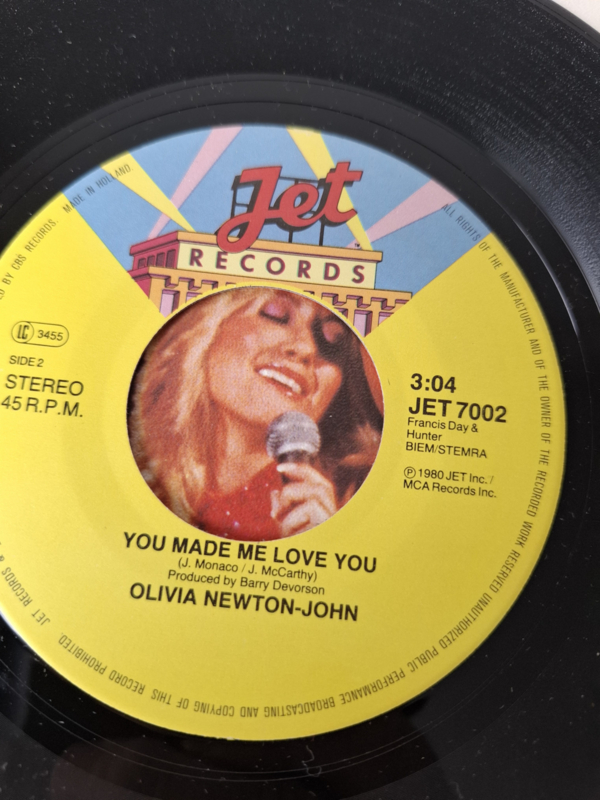 Jet
RECORDS
MADE IN HOLLAND
ED BY CBS RECORDS.
LC 3455
SIDE 2
STEREO
45 R.P.M.
3:04
JET 7002
Francis Day &
Hunter
BIEM/STEMRA
Ⓟ 1980 JET Inc. /
MCA Records Inc.
YOU MADE ME LOVE YOU
(J. Monaco / J. McCarthy)
Produced by Barry Devorson
OLIVIA NEWTON-JOHN
ALL RIGHTS OF THE MANUFACTURER AND OF THE OWNER OF THE RECORDED WORK RESERVED UNAUTHORIZED PUBLIC PERFORMANCE BROADCASTING AND COPYING OF THIS RECORD PROHIBITED.
JET RECORDS